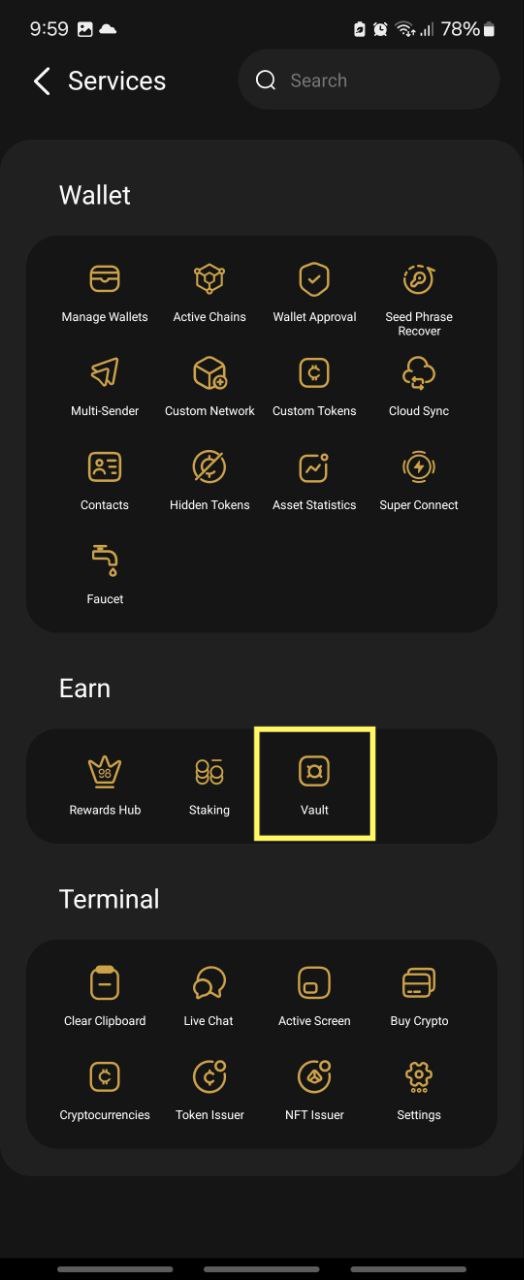 9:59
78%
Services
Search
Wallet
Manage Wallets
Active Chains
Wallet Approval
Seed Phrase
Recover
Multi-Sender
Custom Network
Custom Tokens
Cloud Sync
Contacts
Hidden Tokens
Asset Statistics
Super Connect
Faucet
Earn
Rewards Hub
Staking
Vault
Terminal
Clear Clipboard
Live Chat
Active Screen
Buy Crypto
Cryptocurrencies
Token Issuer
NFT Issuer
Settings